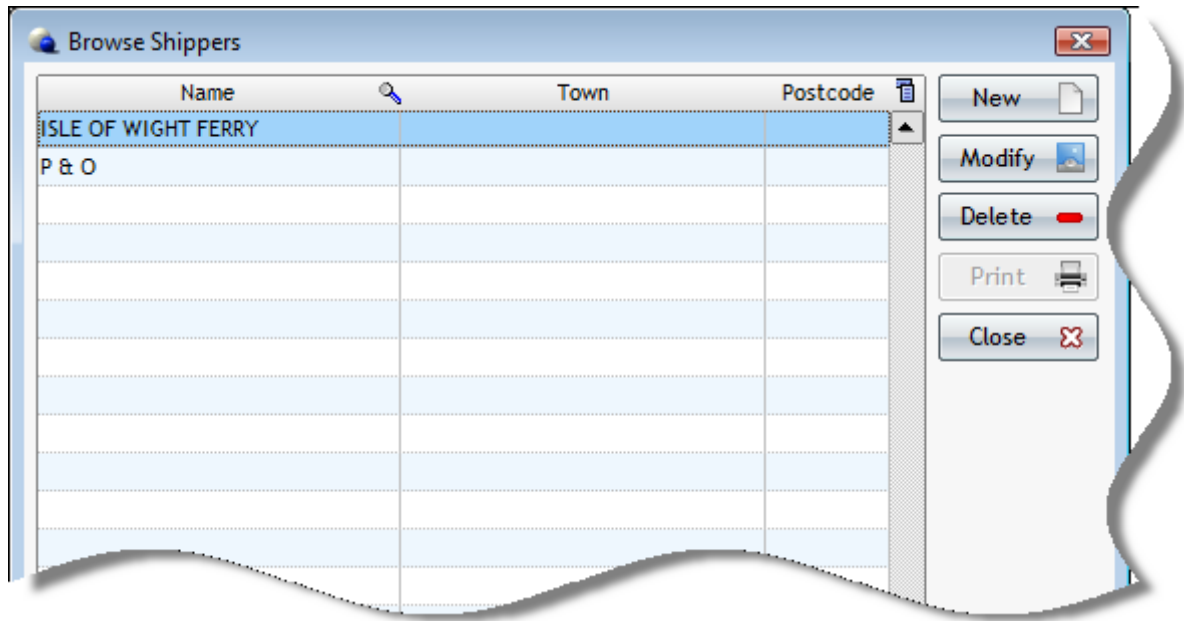 Browse Shippers
Name Town Postcode
ISLE OF WIGHT FERRY
P & O
New
Modify
Delete
Print
Close